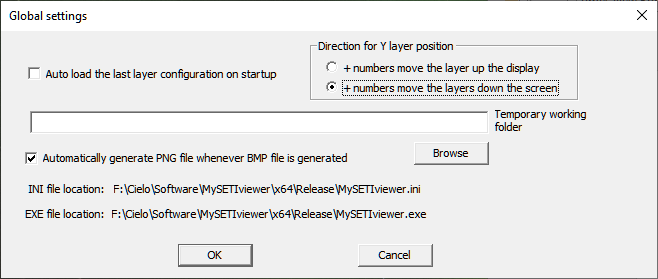 Global settings
Direction for Y layer position
Auto load the last layer configuration on startup
+ numbers move the layer up the display
+ numbers move the layers down the screen
Temporary working
folder
Automatically generate PNG file whenever BMP file is generated
Browse
INI file location: F:\Cielo\Software\MySETIviewer\x64\Release\MySETIviewer.ini
EXE file location: F:\Cielo\Software\MySETIviewer\x64\Release\MySETIviewer.exe
OK
Cancel